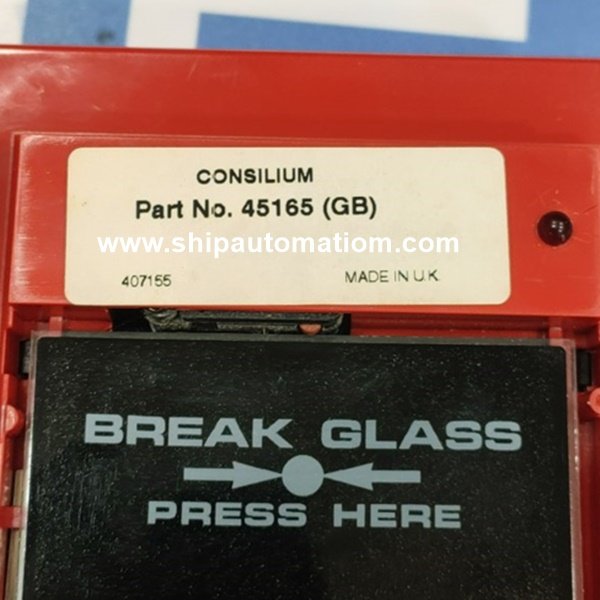 CONSILIUM
Part No. 45165 (GB)
www.shipautomatiom.com
407155
MADE IN U.K.
BREAK GLASS
PRESS HERE